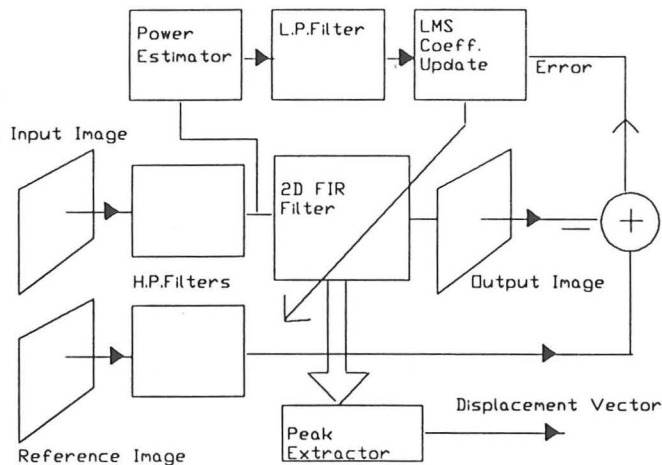 Power
Estimator
L.P.Filter
LMS
Coeff.
Update
Error
Input Image
2D FIR
Filter
+
H.P.Filters
Output Image
Displacement Vector
Peak
Extractor
Reference Image